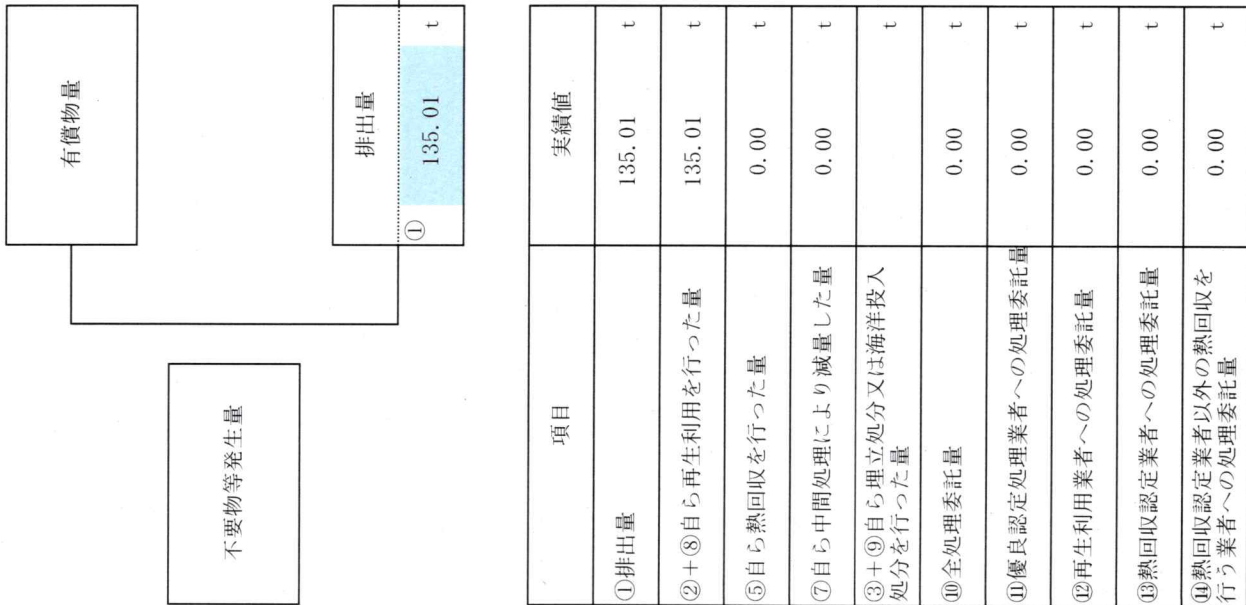 有償物量
排出量
① 135.01 t
不要物等発生量
項目 実績値
①排出量 135.01 t
②+⑧自ら再生利用を行った量 135.01 t
⑤自ら熱回収を行った量 0.00 t
⑦自ら中間処理により減量した量 0.00 t
③+⑨自ら埋立処分又は海洋投入
処分を行った量 t
⑩全処理委託量 0.00 t
⑪優良認定処理業者への処理委託量 0.00 t
⑫再生利用業者への処理委託量 0.00 t
⑬熱回収認定業者への処理委託量 0.00 t
⑭熱回収認定業者以外の熱回収を
行う業者への処理委託量 0.00 t